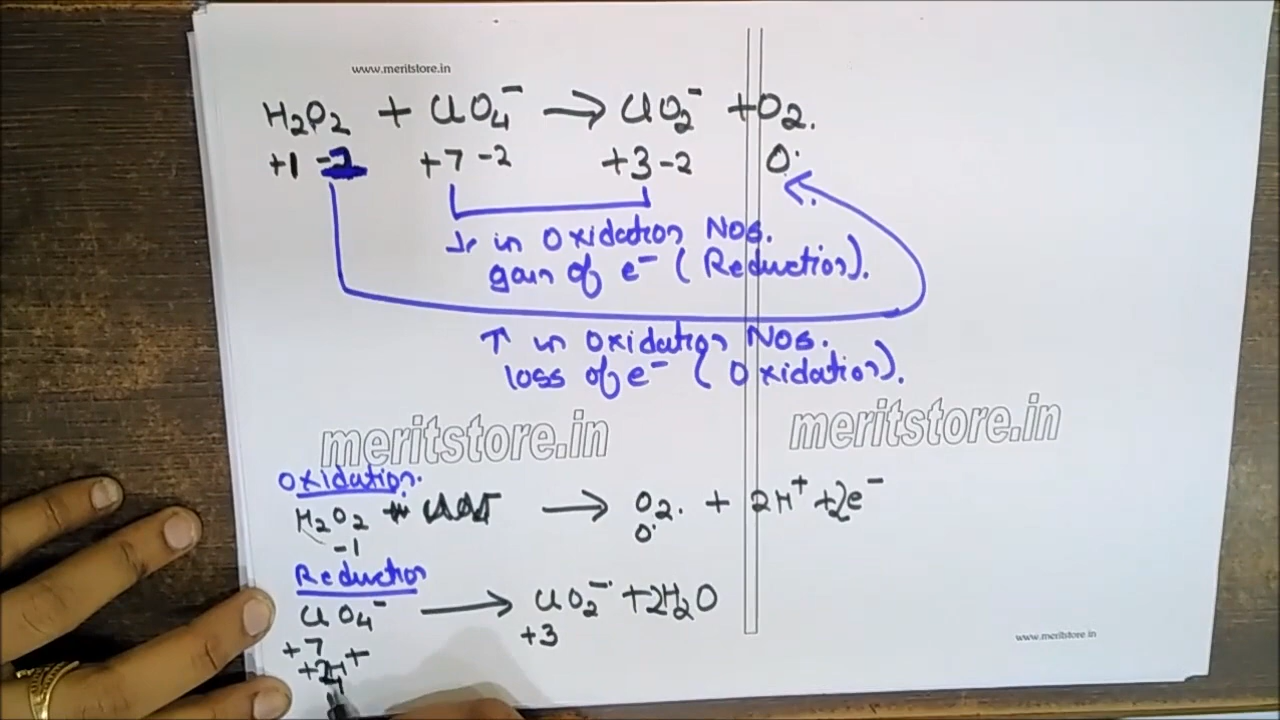 www.meritstore.in
H2O2 + ClO4⁻ → ClO2⁻ + O2.
+1 -2 +7 -2 +3 -2 0.
↓ in Oxidation Nos.
gain of e⁻ (Reduction).
↑ in Oxidation Nos.
loss of e⁻ (Oxidation).
meritstore.in meritstore.in
Oxidation.
H2O2 → O2. + 2H⁺ + 2e⁻
-1 0
Reduction
ClO4⁻ → ClO2⁻ + 2H2O
+7 +3
www.meritstore.in